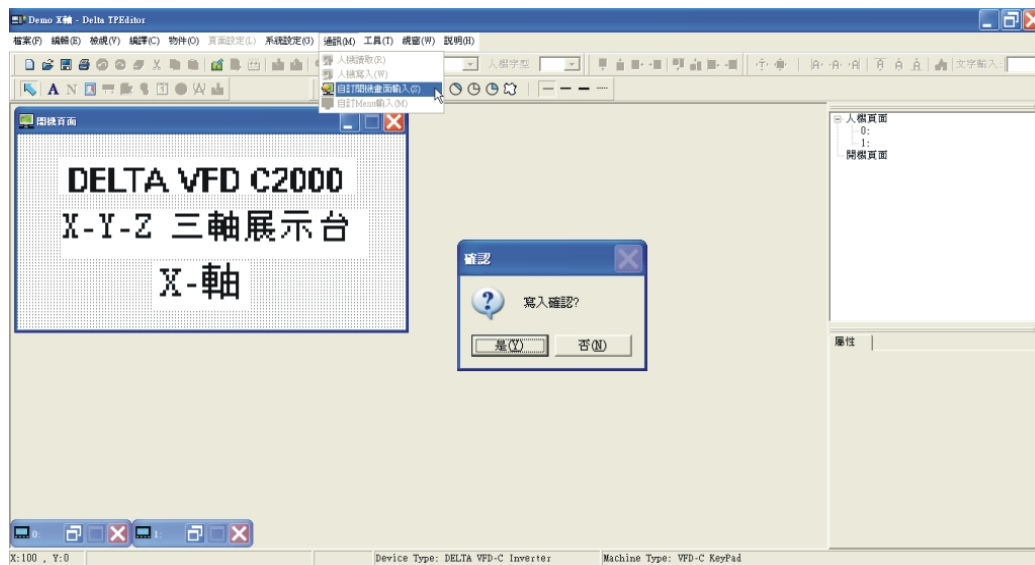 Demo X軸 - Delta TPEditor
檔案(F) 編輯(E) 檢視(V) 編譯(C) 物件(O) 頁面設定(L) 系統設定(O) 通訊(M) 工具(T) 視窗(W) 說明(H)
人機讀取(R)
人機寫入(W)
自訂開機畫面輸入(S)
自訂Menu輸入(M)
人機字型
文字輸入:
開機頁面
DELTA VFD C2000
X-Y-Z 三軸展示台
X-軸
確認
寫入確認?
是(Y) 否(N)
人機頁面
0:
1:
開機頁面
屬性
0: 1:
X:100 , Y:0 Device Type: DELTA VFD-C Inverter Machine Type: VFD-C KeyPad